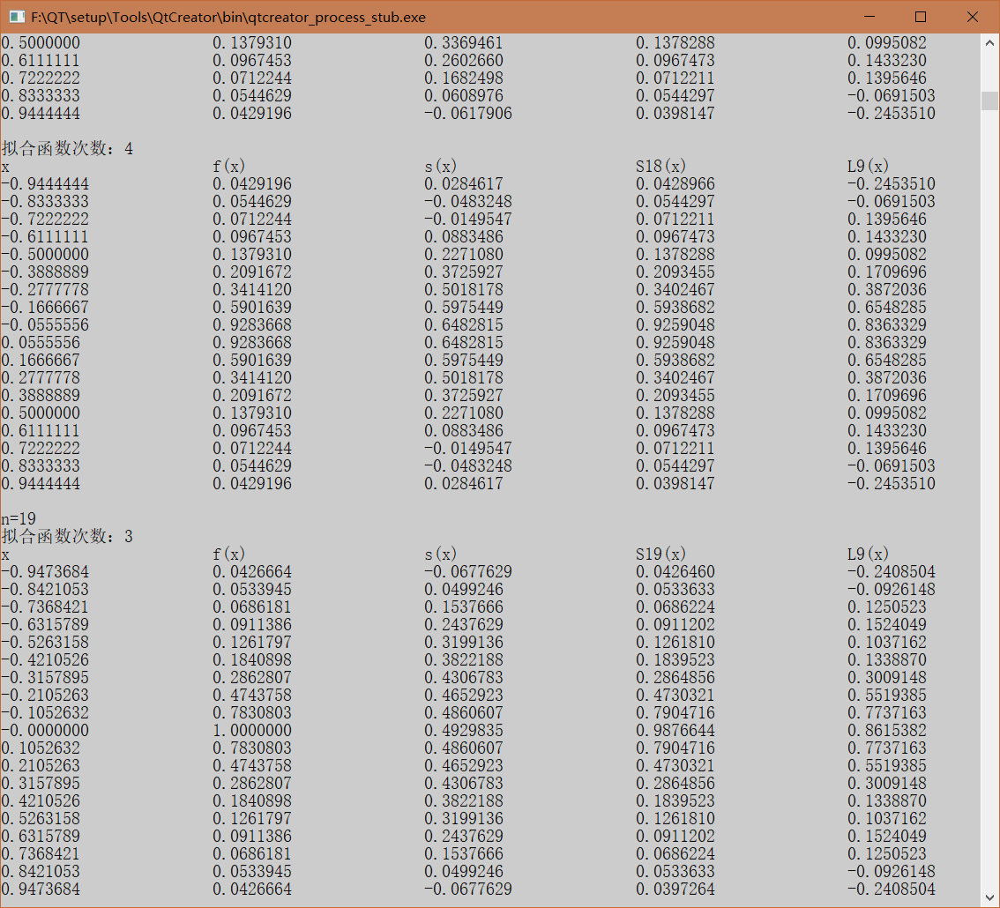 F:\QT\setup\Tools\QtCreator\bin\qtcreator_process_stub.exe
0.5000000 0.1379310 0.3369461 0.1378288 0.0995082
0.6111111 0.0967453 0.2602660 0.0967473 0.1433230
0.7222222 0.0712244 0.1682498 0.0712211 0.1395646
0.8333333 0.0544629 0.0608976 0.0544297 -0.0691503
0.9444444 0.0429196 -0.0617906 0.0398147 -0.2453510
拟合函数次数: 4
x f(x) s(x) S18(x) L9(x)
-0.9444444 0.0429196 0.0284617 0.0428966 -0.2453510
-0.8333333 0.0544629 -0.0483248 0.0544297 -0.0691503
-0.7222222 0.0712244 -0.0149547 0.0712211 0.1395646
-0.6111111 0.0967453 0.0883486 0.0967473 0.1433230
-0.5000000 0.1379310 0.2271080 0.1378288 0.0995082
-0.3888889 0.2091672 0.3725927 0.2093455 0.1709696
-0.2777778 0.3414120 0.5018178 0.3402467 0.3872036
-0.1666667 0.5901639 0.5975449 0.5938682 0.6548285
-0.0555556 0.9283668 0.6482815 0.9259048 0.8363329
0.0555556 0.9283668 0.6482815 0.9259048 0.8363329
0.1666667 0.5901639 0.5975449 0.5938682 0.6548285
0.2777778 0.3414120 0.5018178 0.3402467 0.3872036
0.3888889 0.2091672 0.3725927 0.2093455 0.1709696
0.5000000 0.1379310 0.2271080 0.1378288 0.0995082
0.6111111 0.0967453 0.0883486 0.0967473 0.1433230
0.7222222 0.0712244 -0.0149547 0.0712211 0.1395646
0.8333333 0.0544629 -0.0483248 0.0544297 -0.0691503
0.9444444 0.0429196 0.0284617 0.0398147 -0.2453510
n=19
拟合函数次数: 3
x f(x) s(x) S19(x) L9(x)
-0.9473684 0.0426664 -0.0677629 0.0426460 -0.2408504
-0.8421053 0.0533945 0.0499246 0.0533633 -0.0926148
-0.7368421 0.0686181 0.1537666 0.0686224 0.1250523
-0.6315789 0.0911386 0.2437629 0.0911202 0.1524049
-0.5263158 0.1261797 0.3199136 0.1261810 0.1037162
-0.4210526 0.1840898 0.3822188 0.1839523 0.1338870
-0.3157895 0.2862807 0.4306783 0.2864856 0.3009148
-0.2105263 0.4743758 0.4652923 0.4730321 0.5519385
-0.1052632 0.7830803 0.4860607 0.7904716 0.7737163
-0.0000000 1.0000000 0.4929835 0.9876644 0.8615382
0.1052632 0.7830803 0.4860607 0.7904716 0.7737163
0.2105263 0.4743758 0.4652923 0.4730321 0.5519385
0.3157895 0.2862807 0.4306783 0.2864856 0.3009148
0.4210526 0.1840898 0.3822188 0.1839523 0.1338870
0.5263158 0.1261797 0.3199136 0.1261810 0.1037162
0.6315789 0.0911386 0.2437629 0.0911202 0.1524049
0.7368421 0.0686181 0.1537666 0.0686224 0.1250523
0.8421053 0.0533945 0.0499246 0.0533633 -0.0926148
0.9473684 0.0426664 -0.0677629 0.0397264 -0.2408504